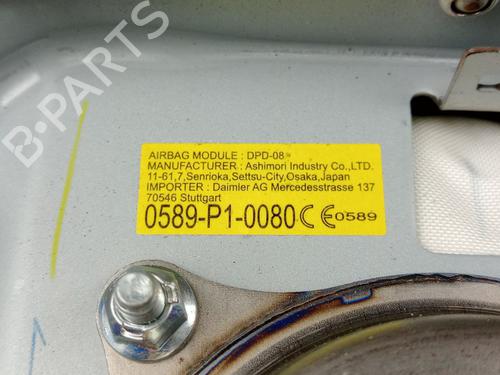 AIRBAG MODULE : DPD-08
MANUFACTURER : Ashimori Industry Co.,LTD.
11-61,7,Senrioka,Settsu-City,Osaka,Japan
IMPORTER : Daimler AG Mercedesstrasse 137
70546 Stuttgart
0589-P1-0080 CE 0589
B PARTS